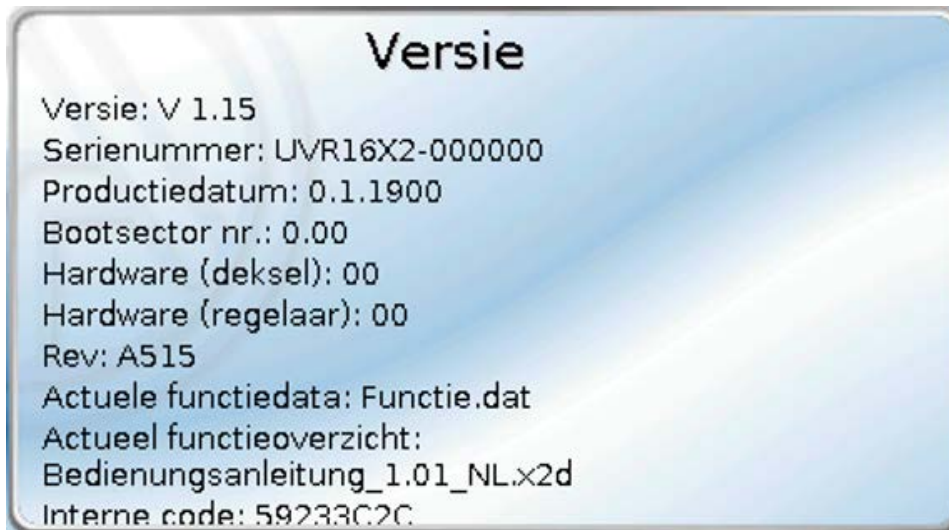 Versie
Versie: V 1.15
Serienummer: UVR16X2-000000
Productiedatum: 0.1.1900
Bootsector nr.: 0.00
Hardware (deksel): 00
Hardware (regelaar): 00
Rev: A515
Actuele functiedata: Functie.dat
Actueel functieoverzicht:
Bedienungsanleitung_1.01_NL.x2d
Interne code: 59233C2C